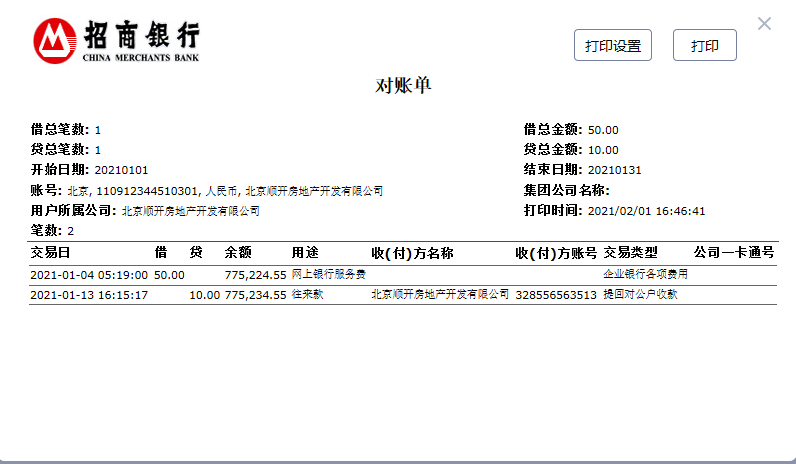 招商银行
CHINA MERCHANTS BANK
打印设置 打印
对账单
借总笔数: 1 借总金额: 50.00
贷总笔数: 1 贷总金额: 10.00
开始日期: 20210101 结束日期: 20210131
账号: 北京, 110912344510301, 人民币, 北京顺开房地产开发有限公司 集团公司名称:
用户所属公司: 北京顺开房地产开发有限公司 打印时间: 2021/02/01 16:46:41
笔数: 2
交易日 借 贷 余额 用途 收(付)方名称 收(付)方账号 交易类型 公司一卡通号
2021-01-04 05:19:00 50.00 775,224.55 网上银行服务费 企业银行各项费用
2021-01-13 16:15:17 10.00 775,234.55 往来款 北京顺开房地产开发有限公司 328556563513 提回对公户收款